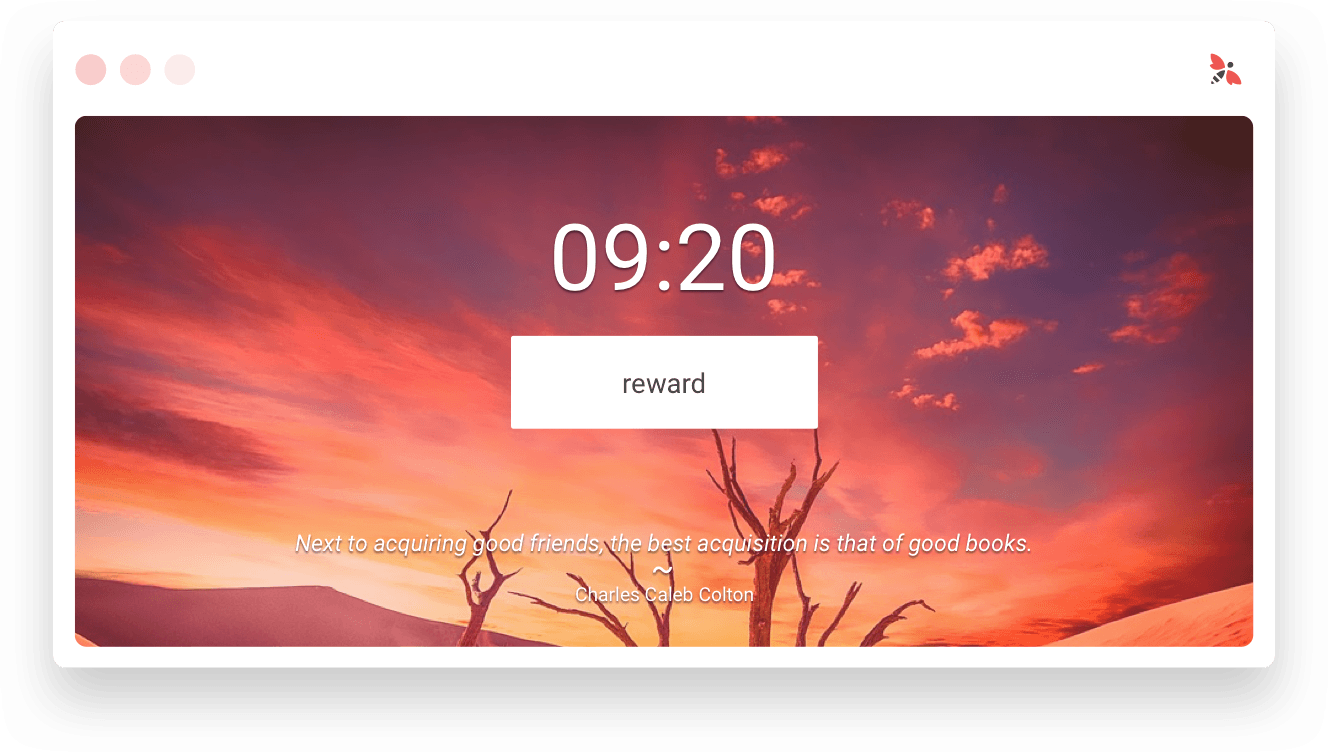 09:20
reward
Next to acquiring good friends, the best acquisition is that of good books.
~
Charles Caleb Colton